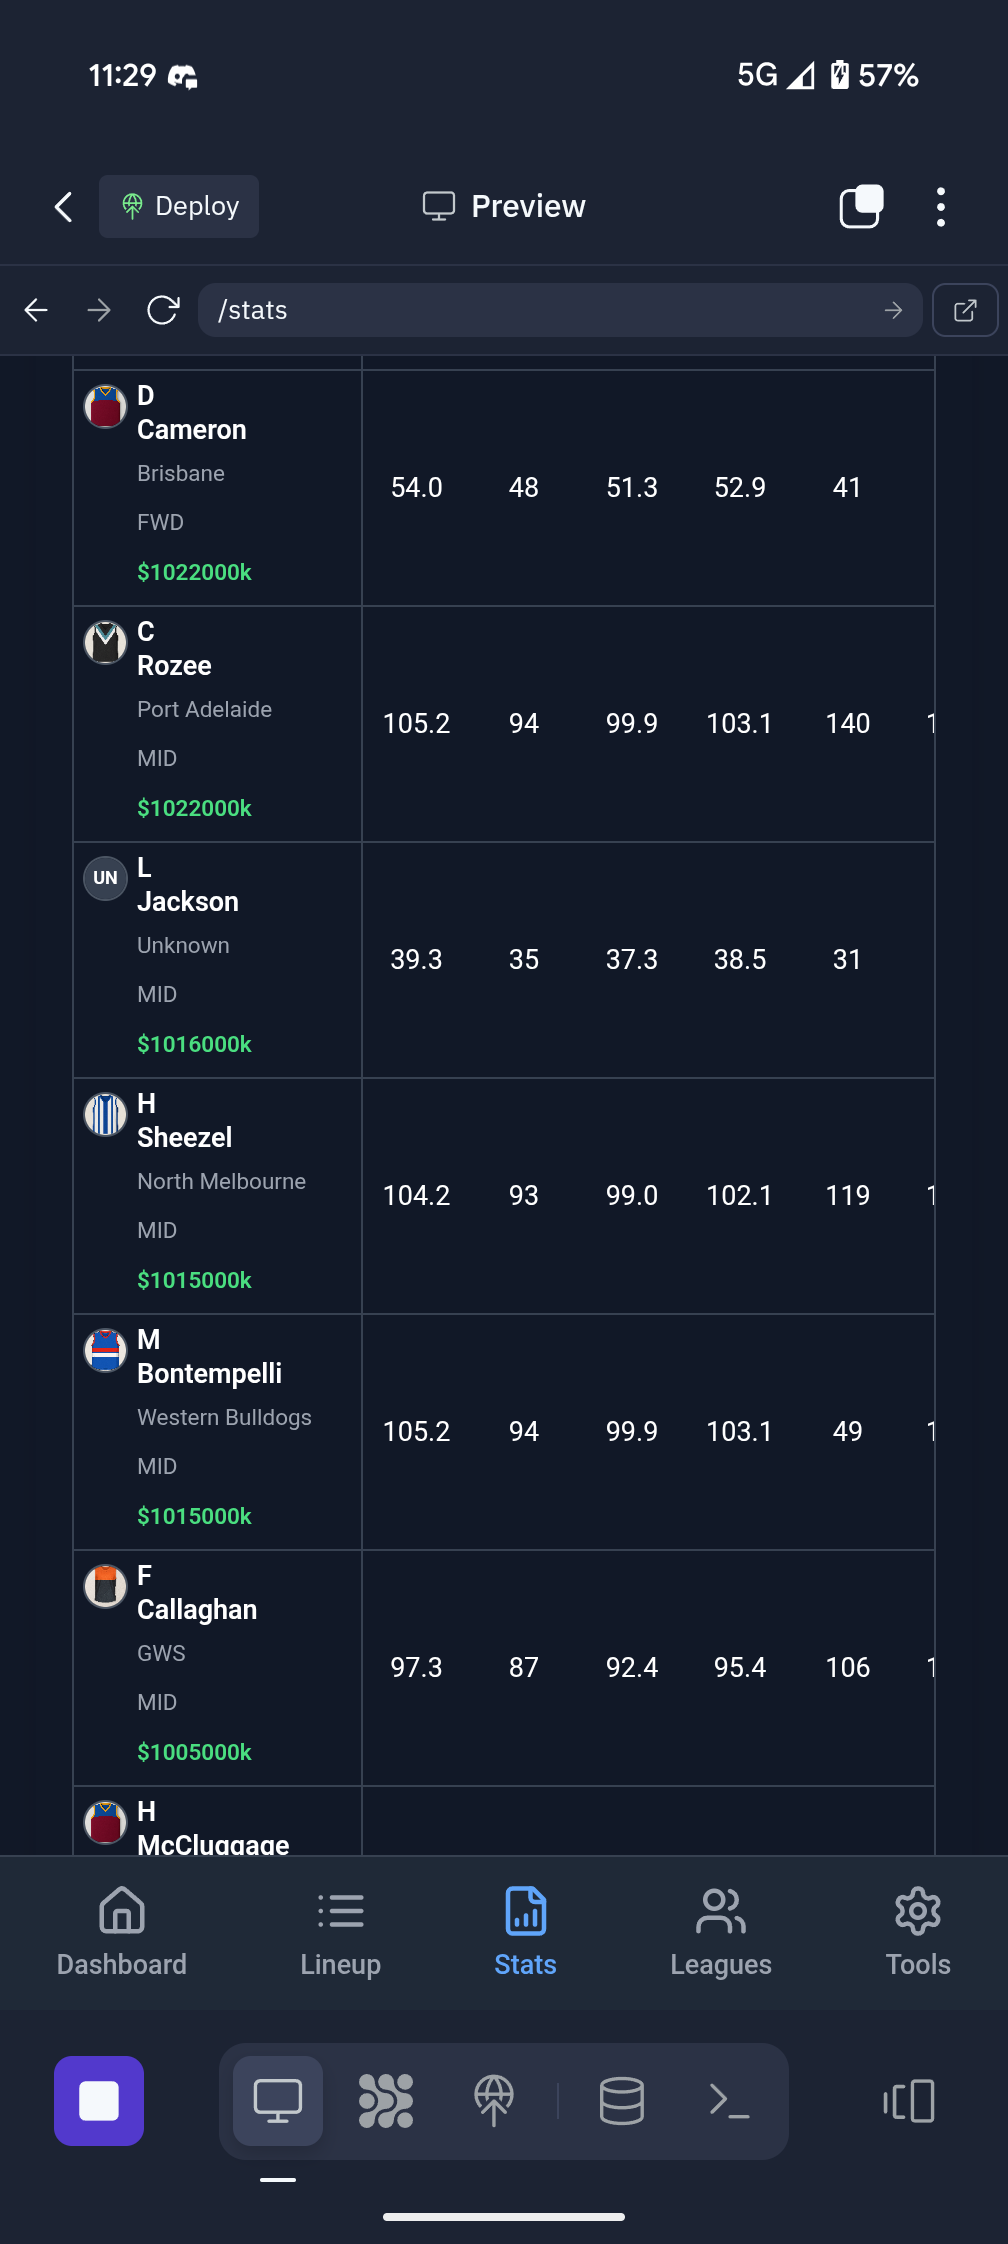 11:29
5G 57%
Deploy
Preview
/stats
D
Cameron
Brisbane
FWD
$1022000k
54.0 48 51.3 52.9 41
C
Rozee
Port Adelaide
MID
$1022000k
105.2 94 99.9 103.1 140 1
UN
L
Jackson
Unknown
MID
$1016000k
39.3 35 37.3 38.5 31
H
Sheezel
North Melbourne
MID
$1015000k
104.2 93 99.0 102.1 119 1
M
Bontempelli
Western Bulldogs
MID
$1015000k
105.2 94 99.9 103.1 49 1
F
Callaghan
GWS
MID
$1005000k
97.3 87 92.4 95.4 106 1
H
McCluggage
Dashboard
Lineup
Stats
Leagues
Tools